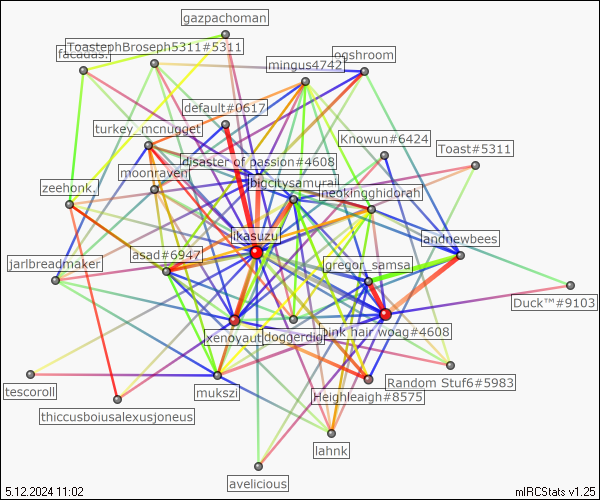 gazpachoman
ToastephBroseph5311#5311
facadas.
ogshroom
mingus4742
default#0617
turkey_mcnugget
Knowun#6424
Toast#5311
disaster of passion#4608
moonraven
bigcitysamurai
zeehonk.
neokingghidorah
ikasuzu
andnewbees
asad#6947
jarlbreadmaker
gregor_samsa
Duck™#9103
xenovaut
doggerdig
pink hair woag#4608
tescoroll
mukszi
Random Stuf6#5983
Heighleaigh#8575
thiccusboiusalexusjoneus
lahnk
avelicious
5.12.2024 11:02
mIRCStats v1.25